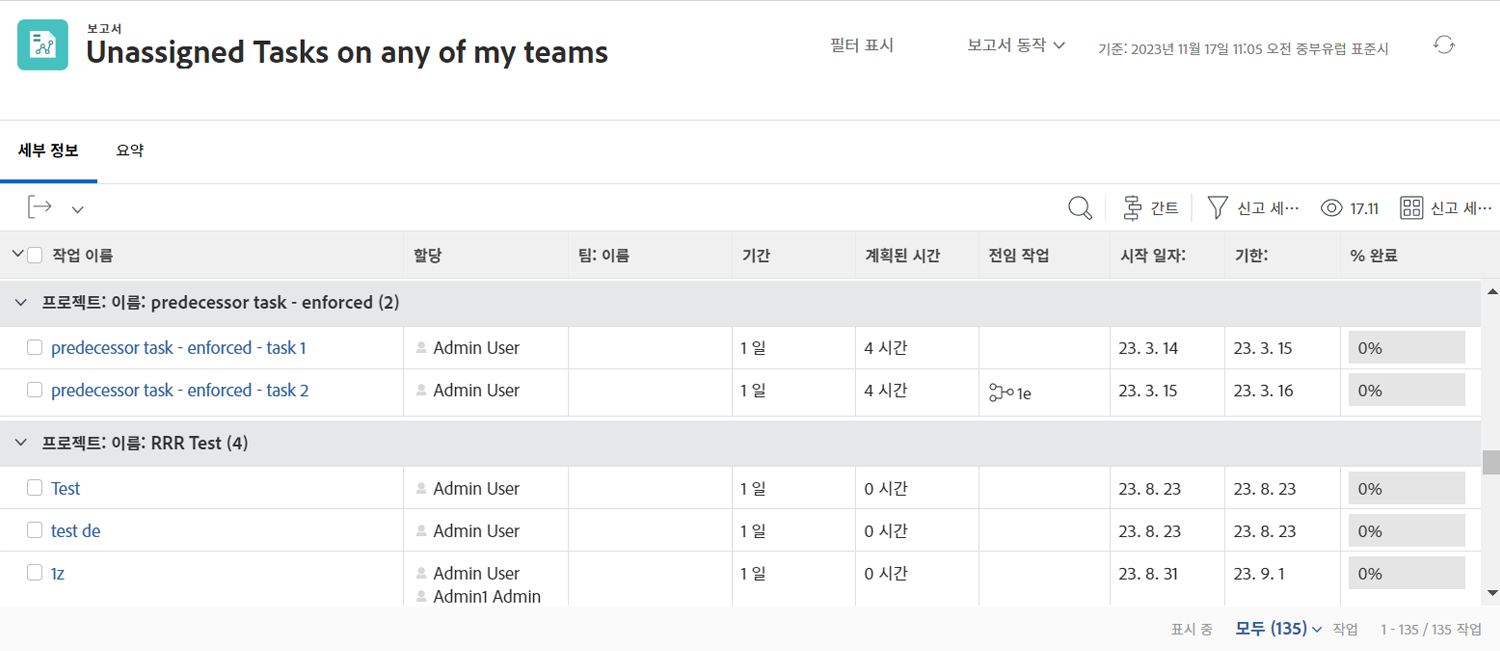 보고서
Unassigned Tasks on any of my teams
필터 표시 보고서 동작 기준: 2023년 11월 17일 11:05 오전 중부유럽 표준시
세부 정보 요약
간트 신고 세··· 17.11 신고 세···
작업 이름 할당 팀: 이름 기간 계획된 시간 전임 작업 시작 일자: 기한: % 완료
프로젝트: 이름: predecessor task - enforced (2)
predecessor task - enforced - task 1 Admin User 1 일 4 시간 23. 3. 14 23. 3. 15 0%
predecessor task - enforced - task 2 Admin User 1 일 4 시간 1e 23. 3. 15 23. 3. 16 0%
프로젝트: 이름: RRR Test (4)
Test Admin User 1 일 0 시간 23. 8. 23 23. 8. 23 0%
test de Admin User 1 일 0 시간 23. 8. 23 23. 8. 23 0%
1z Admin User 1 일 0 시간 23. 8. 31 23. 9. 1 0%
Admin1 Admin
표시 중 모두 (135) 작업 1 - 135 / 135 작업